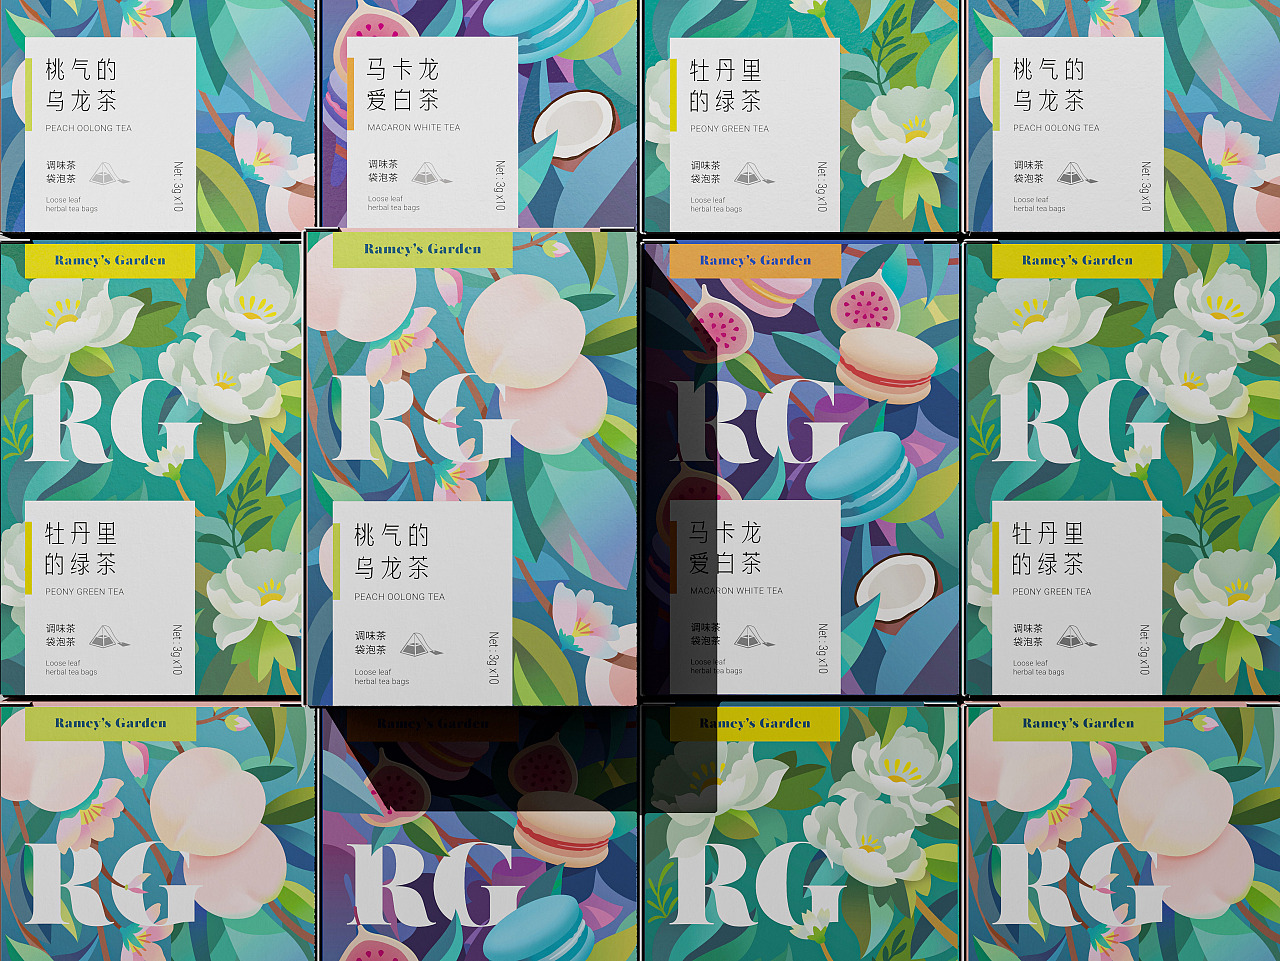 桃气的
乌龙茶
PEACH OOLONG TEA
调味茶
袋泡茶
Loose leaf
herbal tea bags
Net : 3g x10
马卡龙
爱白茶
MACARON WHITE TEA
调味茶
袋泡茶
Loose leaf
herbal tea bags
Net : 3g x10
牡丹里
的绿茶
PEONY GREEN TEA
调味茶
袋泡茶
Loose leaf
herbal tea bags
Net : 3g x10
桃气的
乌龙茶
PEACH OOLONG TEA
调味茶
袋泡茶
Loose leaf
herbal tea bags
Net : 3g x10
Ramey's Garden
RG
牡丹里
的绿茶
PEONY GREEN TEA
调味茶
袋泡茶
Loose leaf
herbal tea bags
Net : 3g x10
Ramey's Garden
RG
桃气的
乌龙茶
PEACH OOLONG TEA
调味茶
袋泡茶
Loose leaf
herbal tea bags
Net : 3g x10
Ramey's Garden
RG
马卡龙
爱白茶
MACARON WHITE TEA
调味茶
袋泡茶
Loose leaf
herbal tea bags
Net : 3g x10
Ramey's Garden
RG
牡丹里
的绿茶
PEONY GREEN TEA
调味茶
袋泡茶
Loose leaf
herbal tea bags
Net : 3g x10
Ramey's Garden
RG
Ramey's Garden
RG
Ramey's Garden
RG
Ramey's Garden
RG